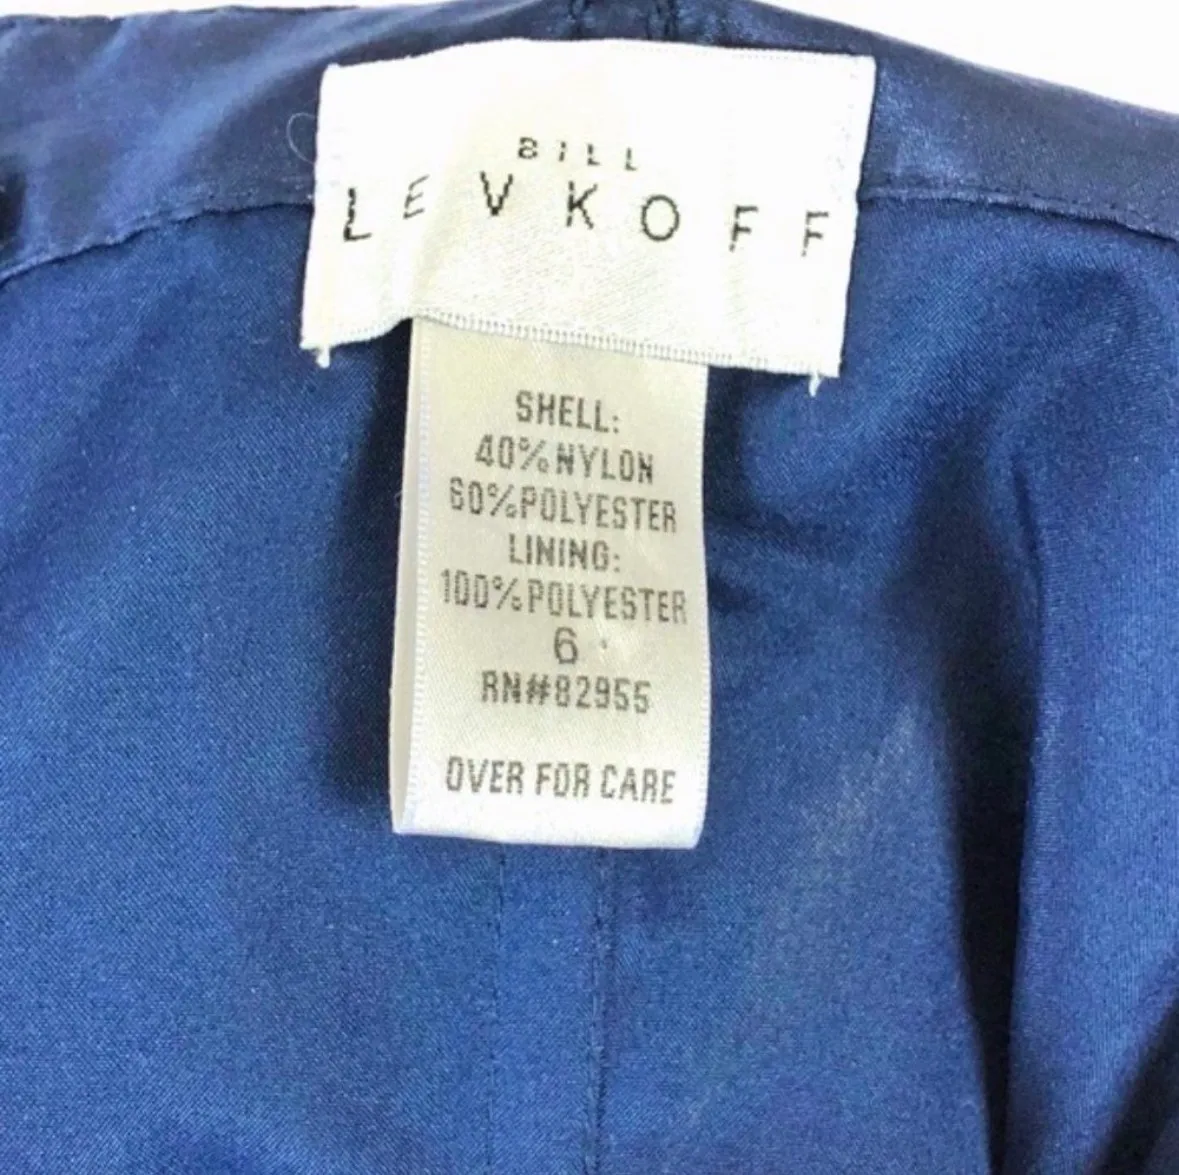 BILL
LEVKOFF
SHELL:
40%NYLON
60%POLYESTER
LINING:
100%POLYESTER
6
RN#82955
OVER FOR CARE